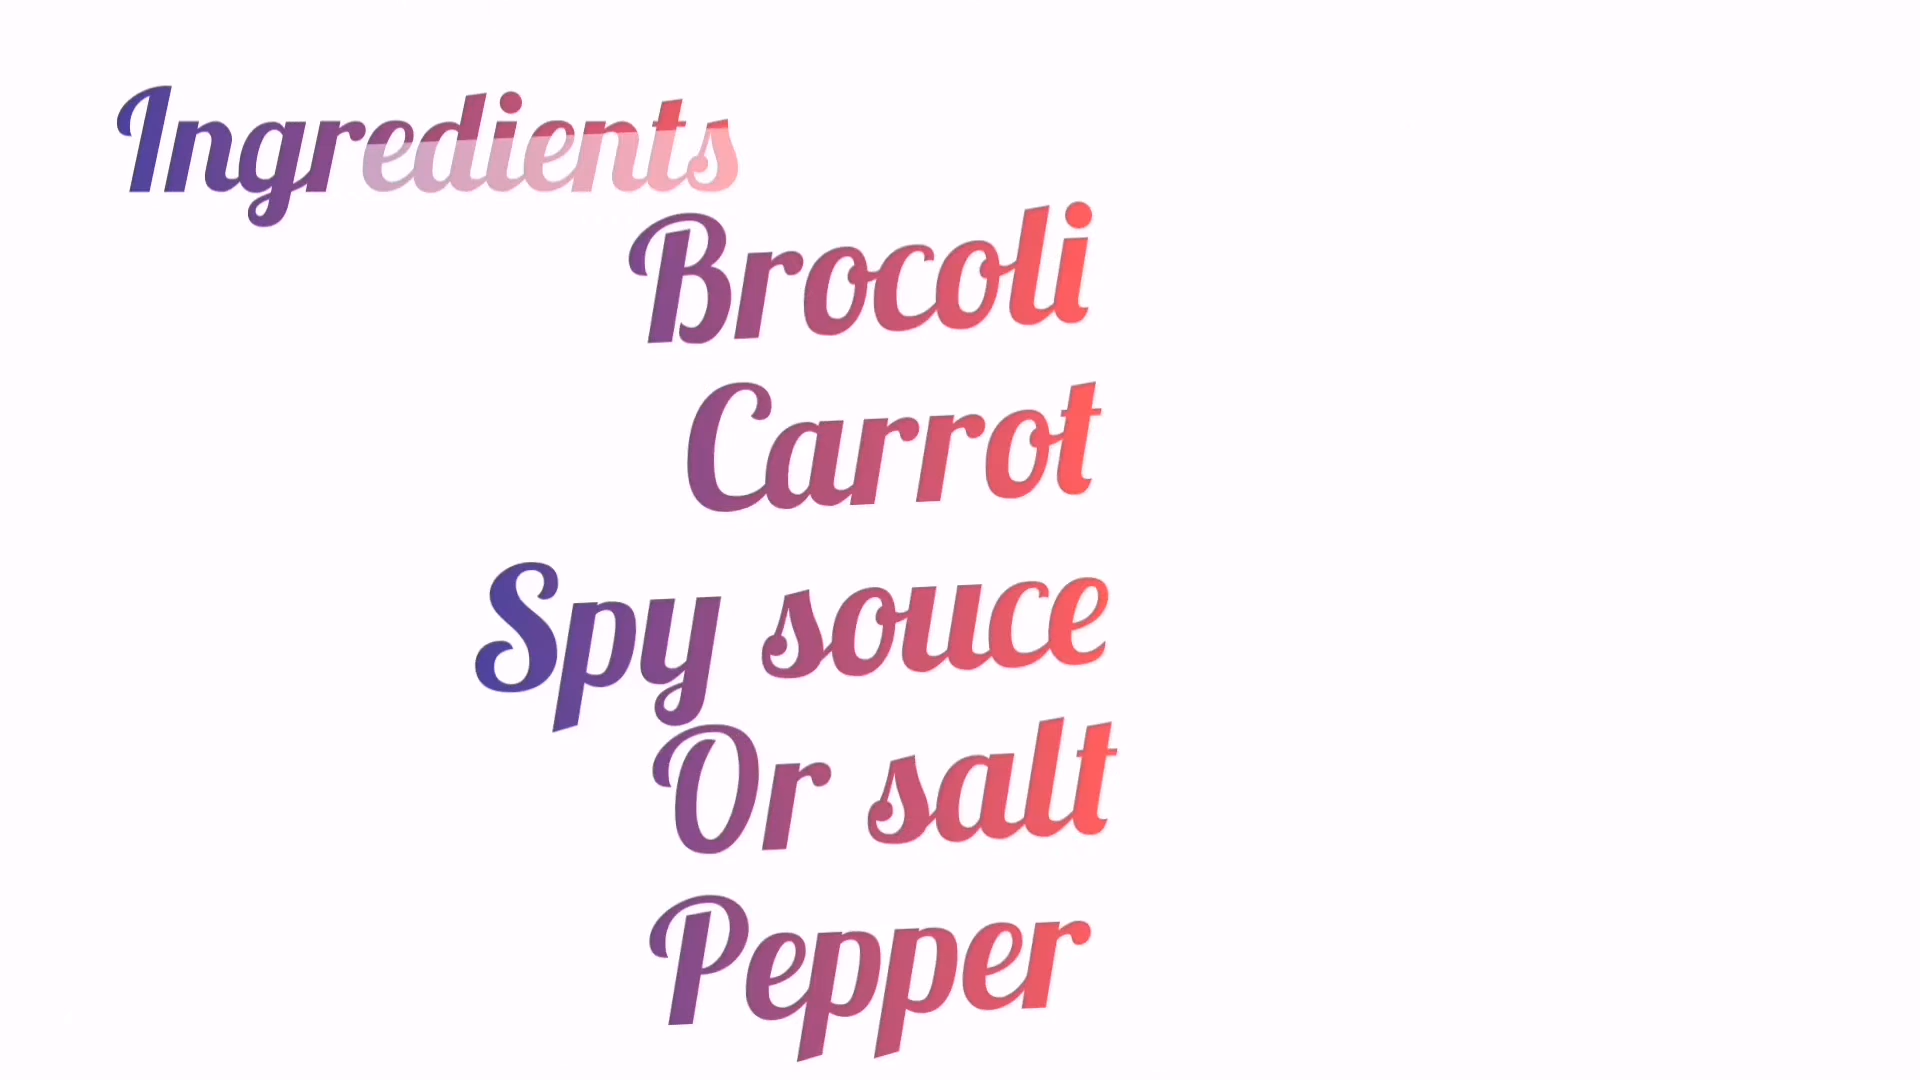 Ingredients
Brocoli
Carrot
Spy souce
Or salt
Pepper